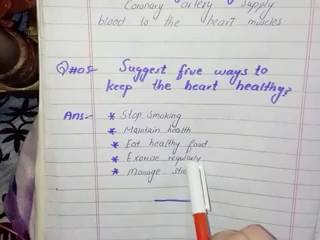 Coronary artery supply
blood to the heart muscles
Q#05- Suggest five ways to
keep the heart healthy?
Ans:- * Stop smoking
* Maintain health
* Eat healthy food
* Exercise regularly
* Manage